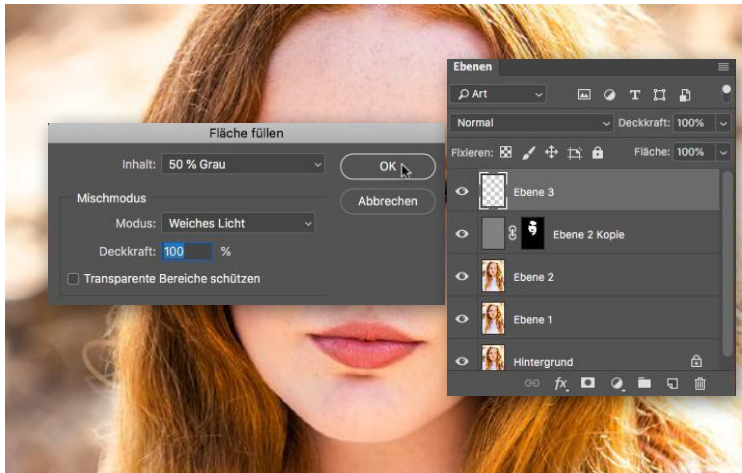 Fläche füllen
Inhalt: 50 % Grau
OK
Mischmodus
Abbrechen
Modus: Weiches Licht
Deckkraft: 100 %
Transparente Bereiche schützen
Ebenen
Art
T
Normal Deckkraft: 100%
Fixieren: Fläche: 100%
Ebene 3
Ebene 2 Kopie
Ebene 2
Ebene 1
Hintergrund
fx